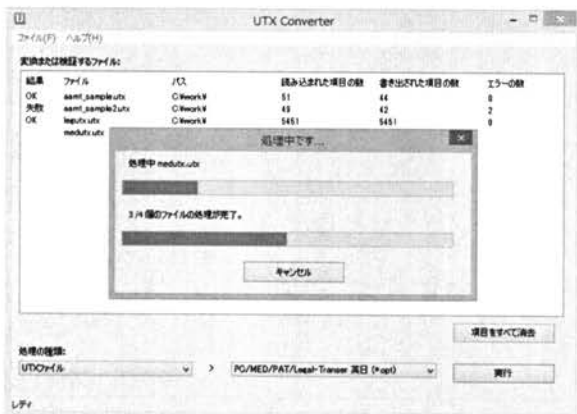 UTX Converter
ファイル(F) ヘルプ(H)
変換または検証するファイル:
結果 ファイル パス 読み込まれた項目の数 書き出された項目の数 エラーの数
OK aamt_sample.utx C:¥work¥ 51 44 0
失敗 aamt_sample2.utx C:¥work¥ 49 42 2
OK legutx.utx C:¥work¥ 5451 5451 0
medutx.utx
処理中です...
処理中 medutx.utx
3 /4 個のファイルの処理が完了。
キャンセル
項目をすべて消去
処理の種類:
UTXファイル > PC/MED/PAT/Legal-Transer 英日 (*.opt) 実行
レディ